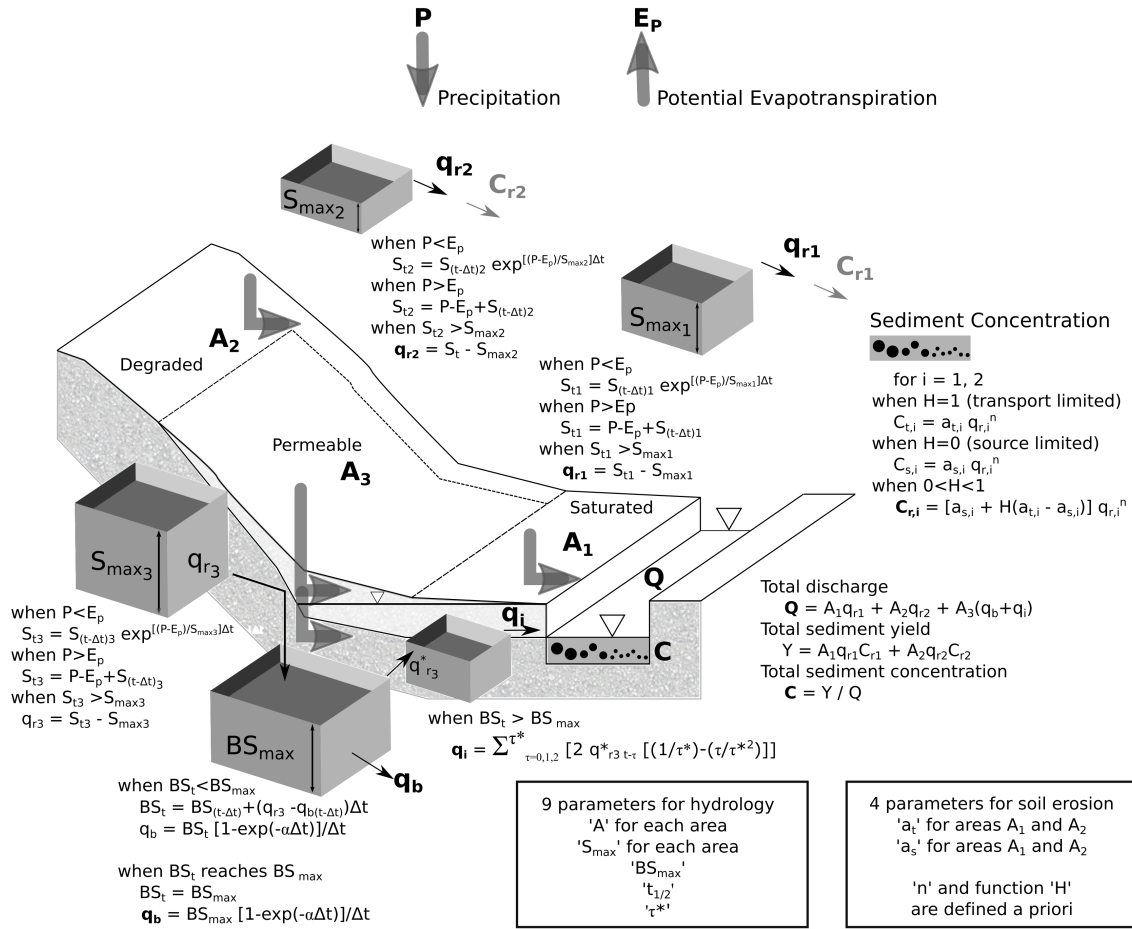 P
E_P
Precipitation
Potential Evapotranspiration
q_r2
C_r2
S_max2
when P<E_p
S_t2 = S_(t-Δt)2 exp^[(P-E_p)/S_max2]Δt
when P>E_p
S_t2 = P-E_p+S_(t-Δt)2
when S_t2 >S_max2
q_r2 = S_t - S_max2
q_r1
C_r1
S_max1
when P<E_p
S_t1 = S_(t-Δt)1 exp^[(P-E_p)/S_max1]Δt
when P>Ep
S_t1 = P-E_p+S_(t-Δt)1
when S_t1 >S_max1
q_r1 = S_t1 - S_max1
Sediment Concentration
for i = 1, 2
when H=1 (transport limited)
C_t,i = a_t,i q_r,i^n
when H=0 (source limited)
C_s,i = a_s,i q_r,i^n
when 0<H<1
C_r,i = [a_s,i + H(a_t,i - a_s,i)] q_r,i^n
A_2
Degraded
Permeable
A_3
Saturated
A_1
Q
q_i
C
S_max3
q_r3
when P<E_p
S_t3 = S_(t-Δt)3 exp^[(P-E_p)/S_max3]Δt
when P>E_p
S_t3 = P-E_p+S_(t-Δt)3
when S_t3 >S_max3
q_r3 = S_t3 - S_max3
q*_r3
BS_max
q_b
Total discharge
Q = A_1q_r1 + A_2q_r2 + A_3(q_b+q_i)
Total sediment yield
Y = A_1q_r1C_r1 + A_2q_r2C_r2
Total sediment concentration
C = Y / Q
when BS_t > BS_max
q_i = Σ^τ*_τ=0,1,2 [2 q*_r3 t-τ [(1/τ*)-(τ/τ*^2)]]
when BS_t<BS_max
BS_t = BS_(t-Δt)+(q_r3 -q_b(t-Δt))Δt
q_b = BS_t [1-exp(-αΔt)]/Δt
when BS_t reaches BS_max
BS_t = BS_max
q_b = BS_max [1-exp(-αΔt)]/Δt
9 parameters for hydrology
'A' for each area
'S_max' for each area
'BS_max'
't_1/2'
'τ*'
4 parameters for soil erosion
'a_t' for areas A_1 and A_2
'a_s' for areas A_1 and A_2
'n' and function 'H'
are defined a priori